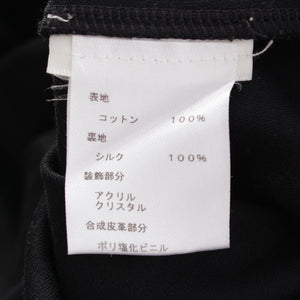 表地
コットン 100%
裏地
シルク 100%
装飾部分
アクリル
クリスタル
合成皮革部分
ポリ塩化ビニル